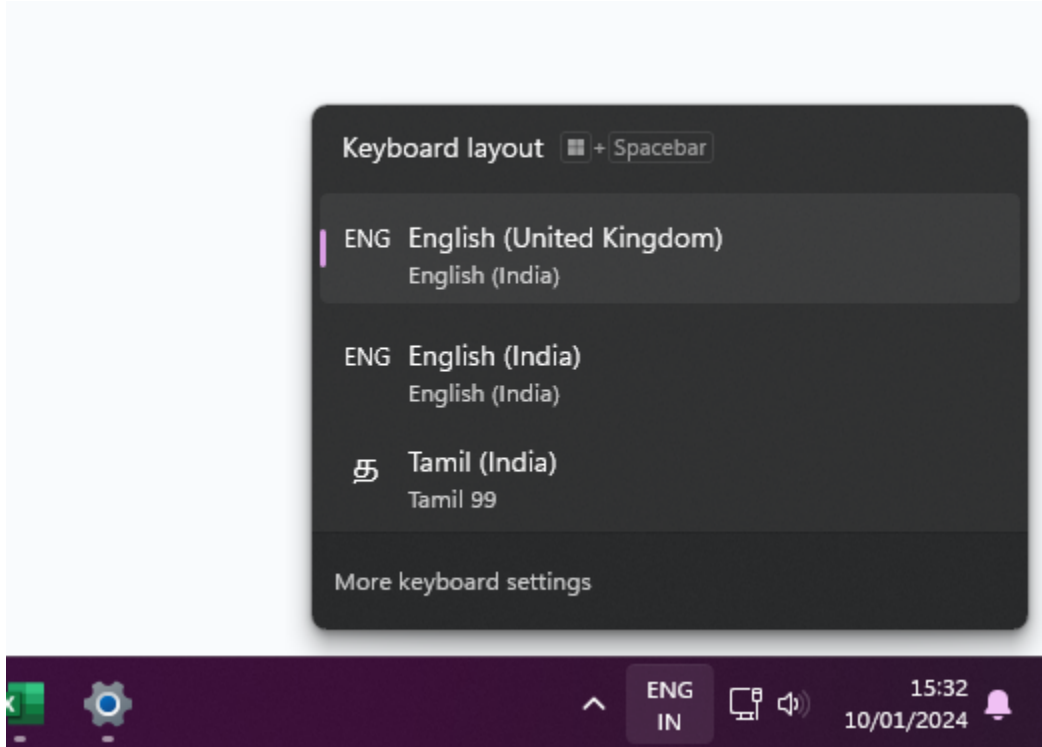 Keyboard layout + Spacebar
ENG English (United Kingdom)
English (India)
ENG English (India)
English (India)
த Tamil (India)
Tamil 99
More keyboard settings
X
ENG
IN
15:32
10/01/2024